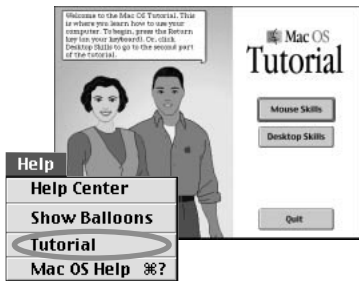 Welcome to the Mac OS Tutorial. This
is where you learn how to use your
computer. To begin, press the Return
key (on your keyboard). Or, click
Desktop Skills to go to the second part
of the tutorial.
Mac OS
Tutorial
Mouse Skills
Desktop Skills
Quit
Help
Help Center
Show Balloons
Tutorial
Mac OS Help ⌘?